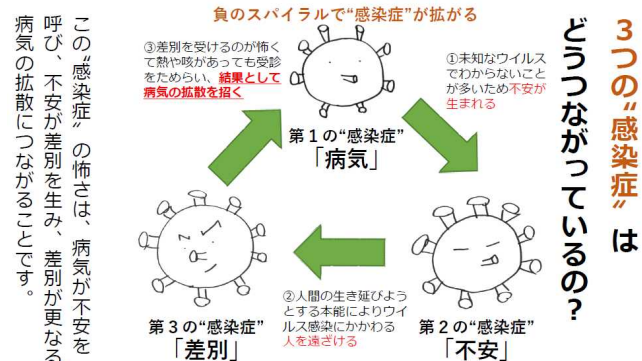 3つの〝感染症〟は
どうつながっているの？
負のスパイラルで“感染症”が拡がる
①未知なウイルス
でわからないこと
が多いため不安が
生まれる
③差別を受けるのが怖く
て熱や咳があっても受診
をためらい、結果として
病気の拡散を招く
第１の“感染症”
「病気」
②人間の生き延びよう
とする本能によりウイ
ルス感染にかかわる
人を遠ざける
第２の“感染症”
「不安」
第３の“感染症”
「差別」
この〝感染症〟の怖さは、病気が不安を
呼び、不安が差別を生み、差別が更なる
病気の拡散につながることです。